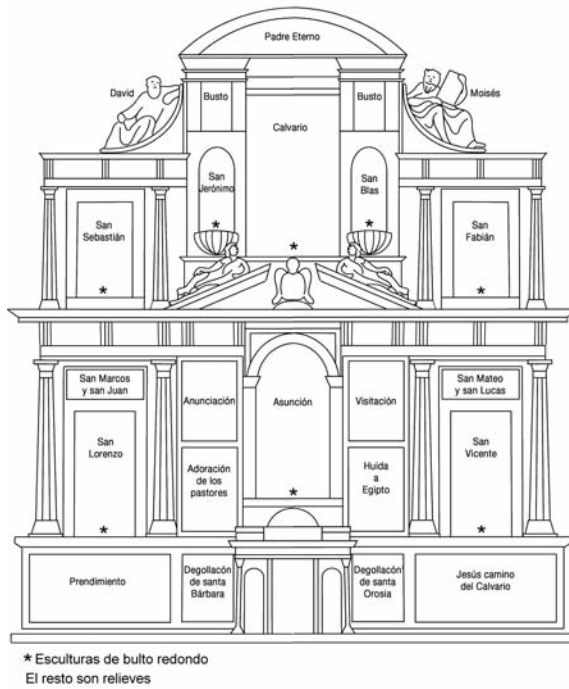 Padre Eterno
David
Busto
Busto
Moisés
Calvario
San
Jerónimo
*
San
Blas
*
San
Sebastián
*
*
San
Fabián
*
San Marcos
y san Juan
Anunciación
Asunción
Visitación
San Mateo
y san Lucas
San
Lorenzo
*
Adoración
de los
pastores
*
Huida
a
Egipto
San
Vicente
*
Prendimiento
Degollacón
de santa
Bárbara
Degollacón
de santa
Orosia
Jesús camino
del Calvario
* Esculturas de bulto redondo
El resto son relieves